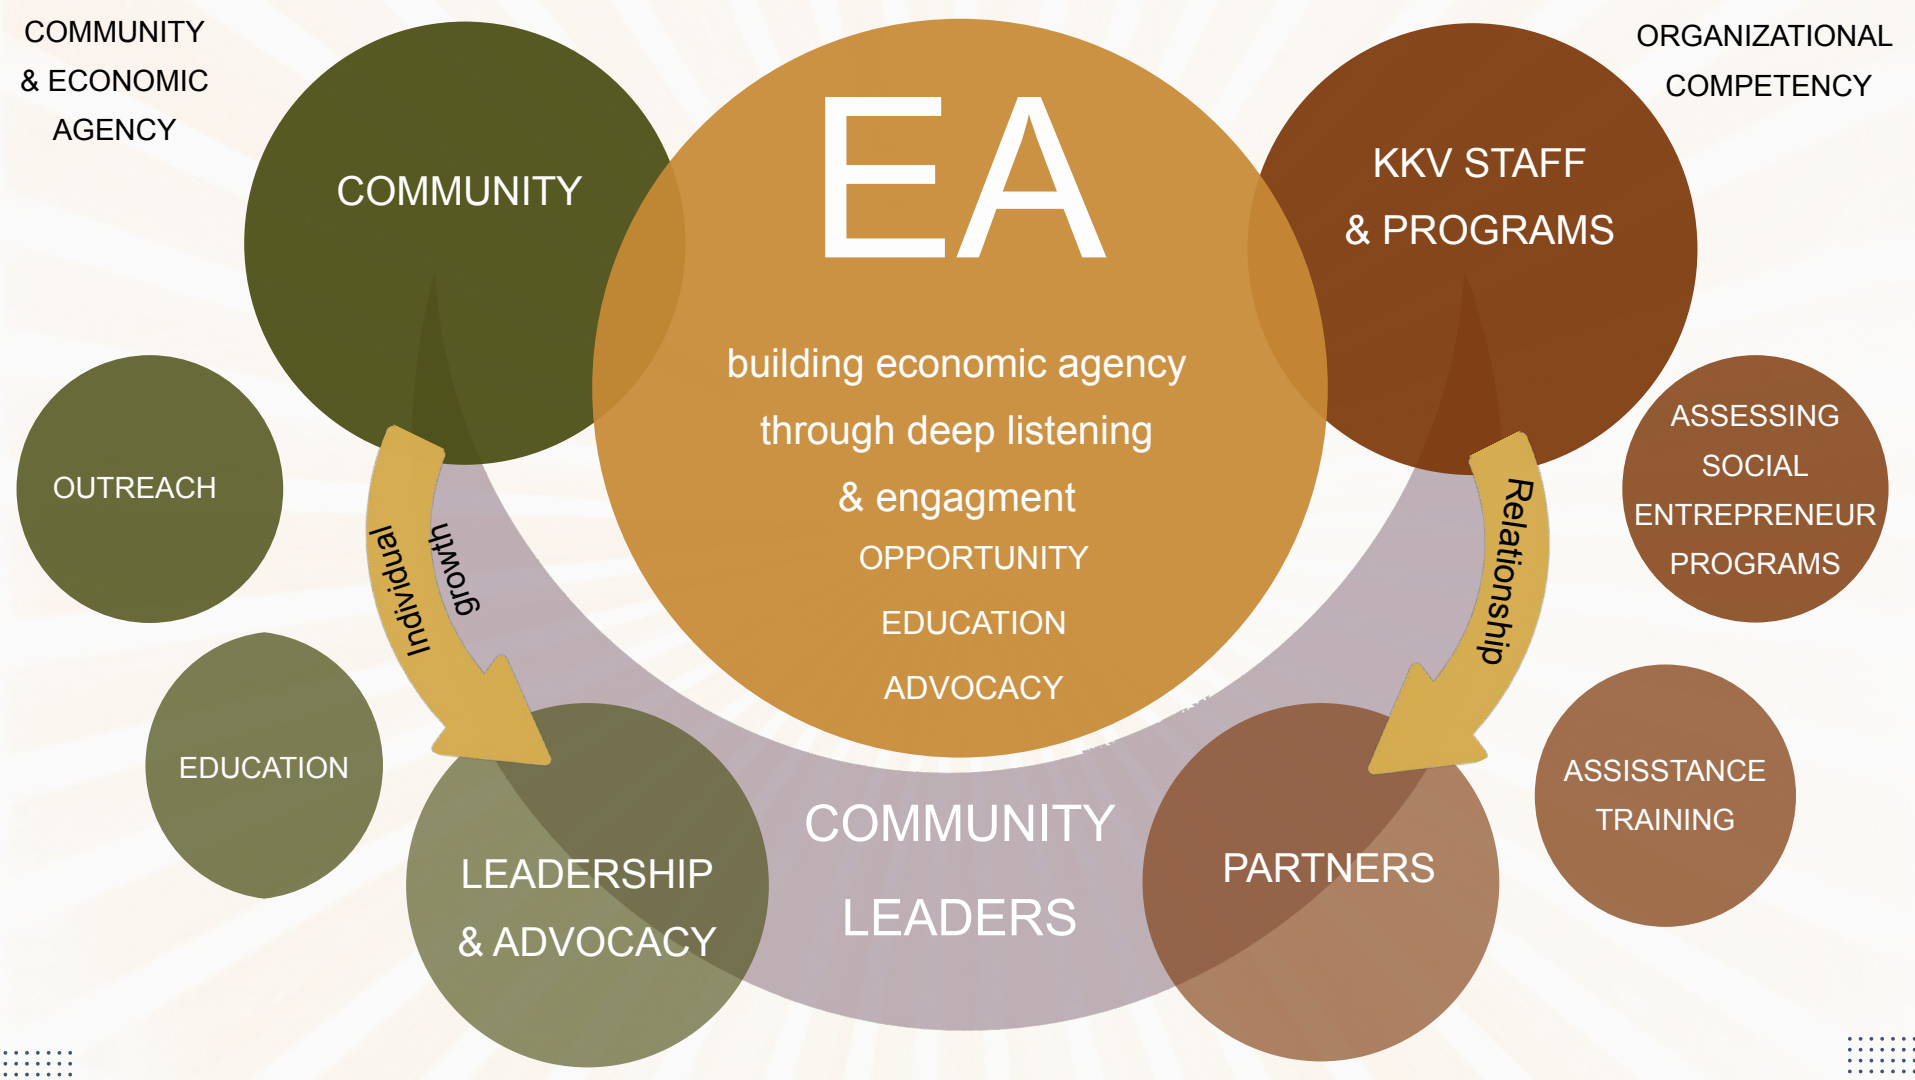 COMMUNITY
& ECONOMIC
AGENCY
ORGANIZATIONAL
COMPETENCY
COMMUNITY
EA
building economic agency
through deep listening
& engagment
OPPORTUNITY
EDUCATION
ADVOCACY
KKV STAFF
& PROGRAMS
OUTREACH
EDUCATION
Individual
growth
LEADERSHIP
& ADVOCACY
COMMUNITY
LEADERS
Relationship
PARTNERS
ASSESSING
SOCIAL
ENTREPRENEUR
PROGRAMS
ASSISSTANCE
TRAINING